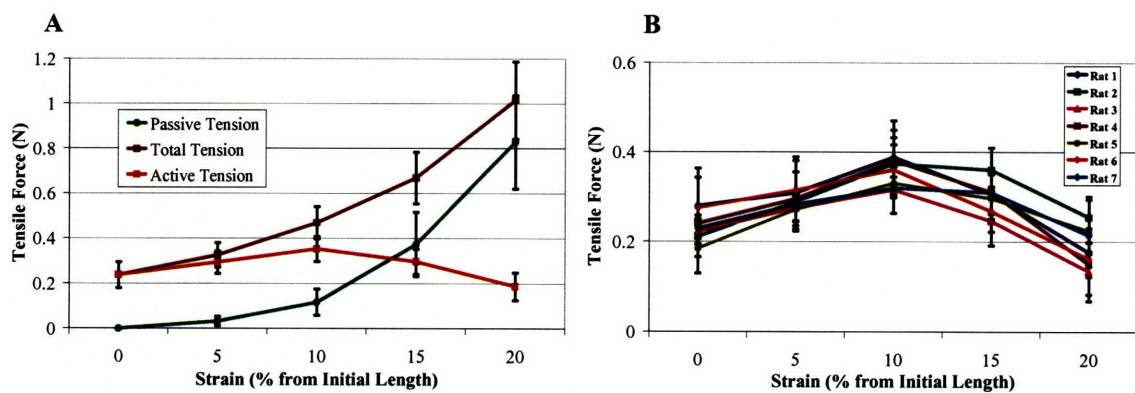 A
1.2
1
0.8
0.6
0.4
0.2
0
Tensile Force (N)
Passive Tension
Total Tension
Active Tension
0 5 10 15 20
Strain (% from Initial Length)
B
0.6
0.4
0.2
0
Tensile Force (N)
Rat 1
Rat 2
Rat 3
Rat 4
Rat 5
Rat 6
Rat 7
0 5 10 15 20
Strain (% from Initial Length)